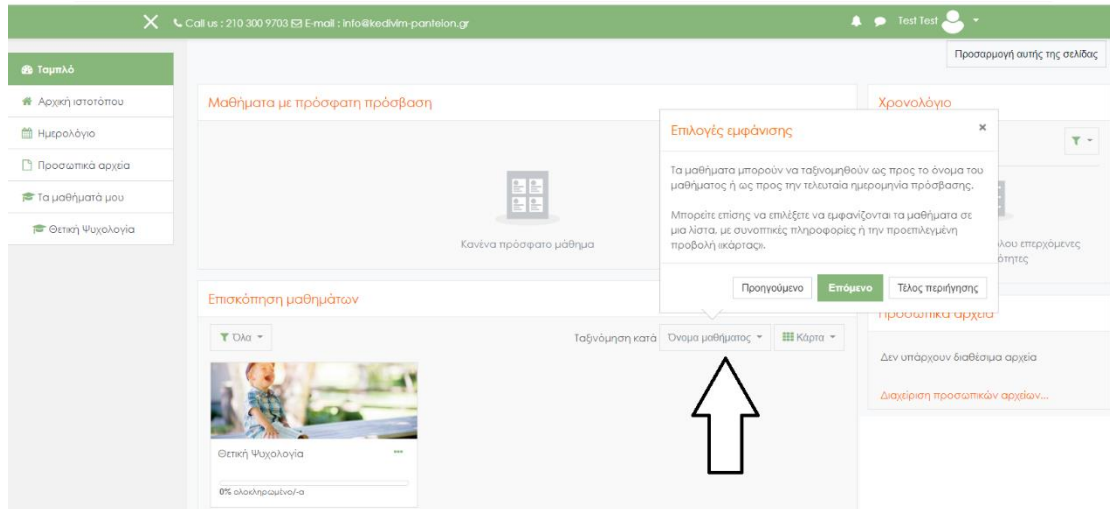 Call us : 210 300 9703 E-mail : info@kedivim-panteion.gr
Test Test
Προσαρμογή αυτής της σελίδας
Ταμπλό
Αρχική ιστοτόπου
Ημερολόγιο
Προσωπικά αρχεία
Τα μαθήματά μου
Θετική Ψυχολογία
Μαθήματα με πρόσφατη πρόσβαση
Κανένα πρόσφατο μάθημα
Επιλογές εμφάνισης
Τα μαθήματα μπορούν να ταξινομηθούν ως προς το όνομα του
μαθήματος ή ως προς την τελευταία ημερομηνία πρόσβασης.
Μπορείτε επίσης να επιλέξετε να εμφανίζονται τα μαθήματα σε
μια λίστα, με συνοπτικές πληροφορίες ή την προεπιλεγμένη
προβολή «κάρτας».
Προηγούμενο Επόμενο Τέλος περιήγησης
Χρονολόγιο
επερχόμενες
Επισκόπηση μαθημάτων
Όλα
Ταξινόμηση κατά Όνομα μαθήματος Κάρτα
Θετική Ψυχολογία
0% ολοκληρωμένο/-α
Προσωπικά αρχεία
Δεν υπάρχουν διαθέσιμα αρχεία
Διαχείριση προσωπικών αρχείων...